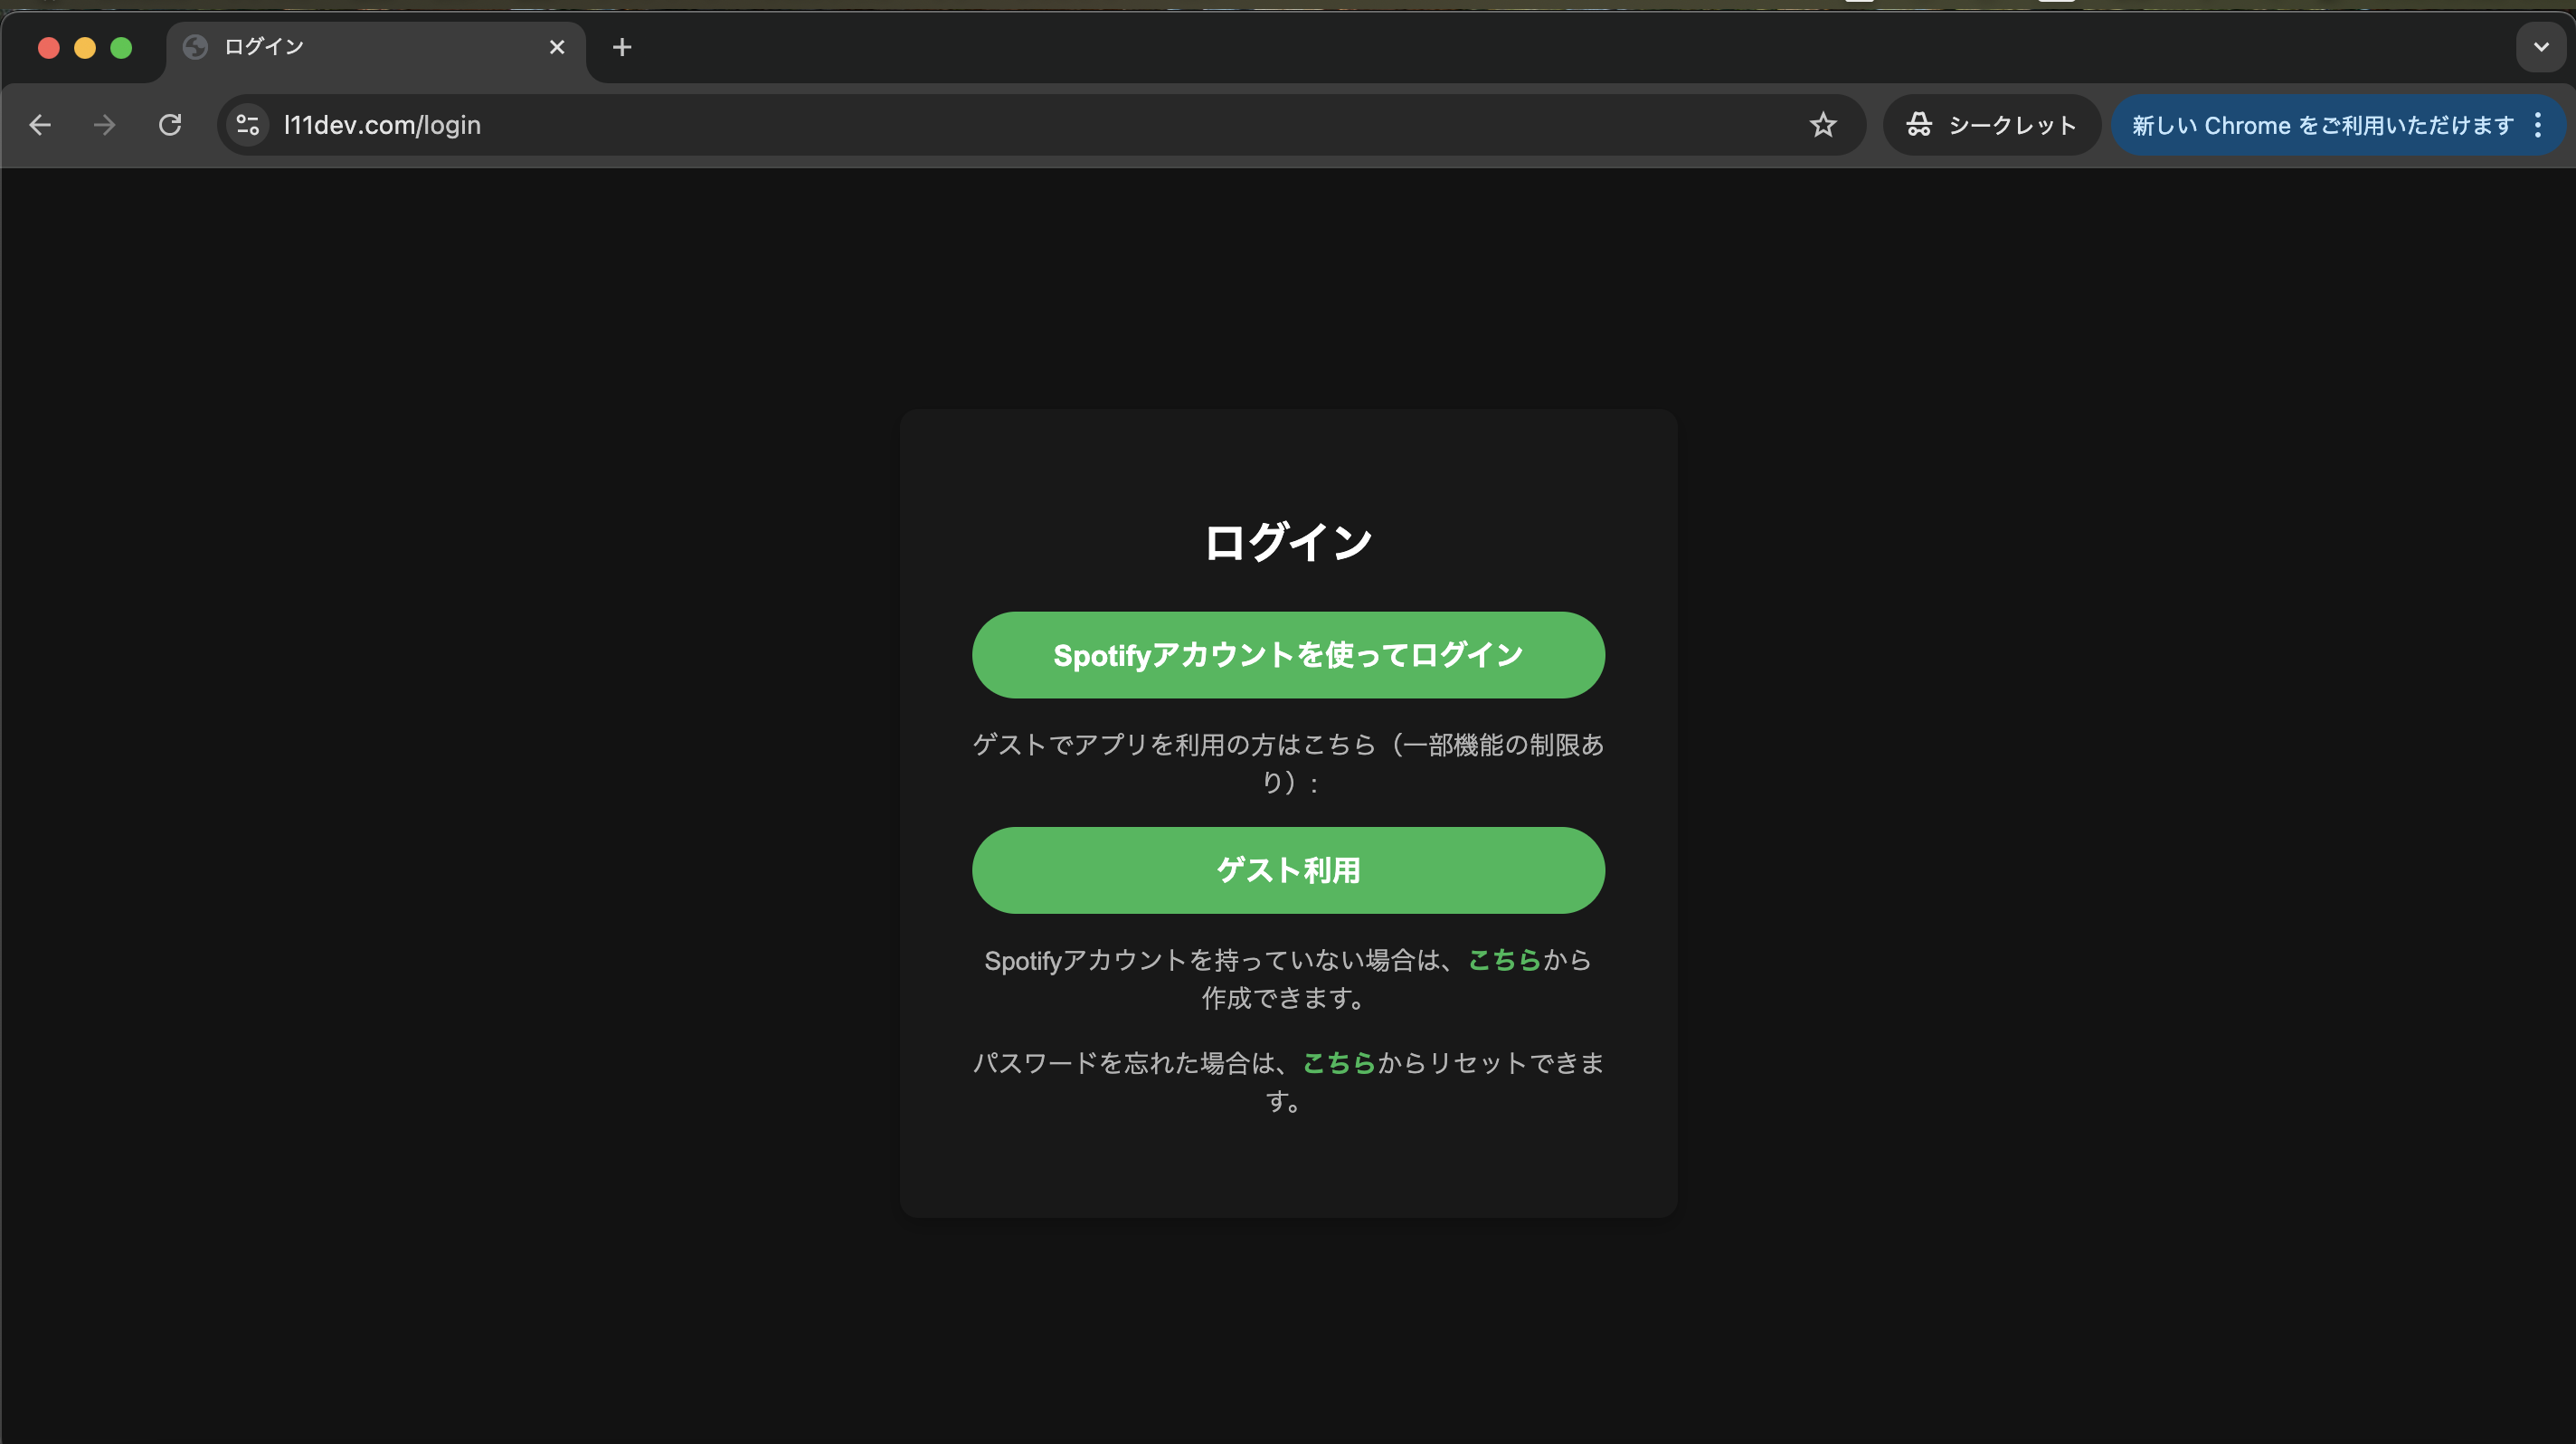 ログイン
l11dev.com/login
シークレット
新しい Chrome をご利用いただけます
ログイン
Spotifyアカウントを使ってログイン
ゲストでアプリを利用の方はこちら（一部機能の制限あ
り）:
ゲスト利用
Spotifyアカウントを持っていない場合は、こちらから
作成できます。
パスワードを忘れた場合は、こちらからリセットできま
す。